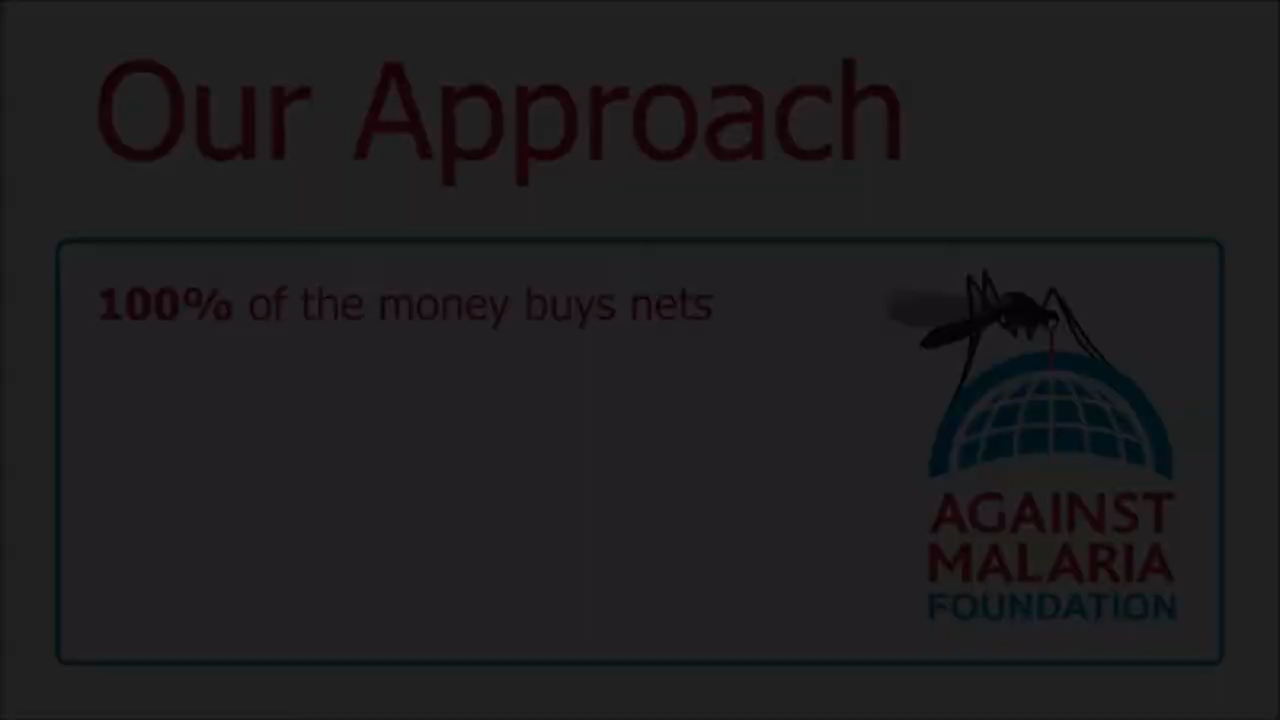 Our Approach
100% of the money buys nets
AGAINST
MALARIA
FOUNDATION